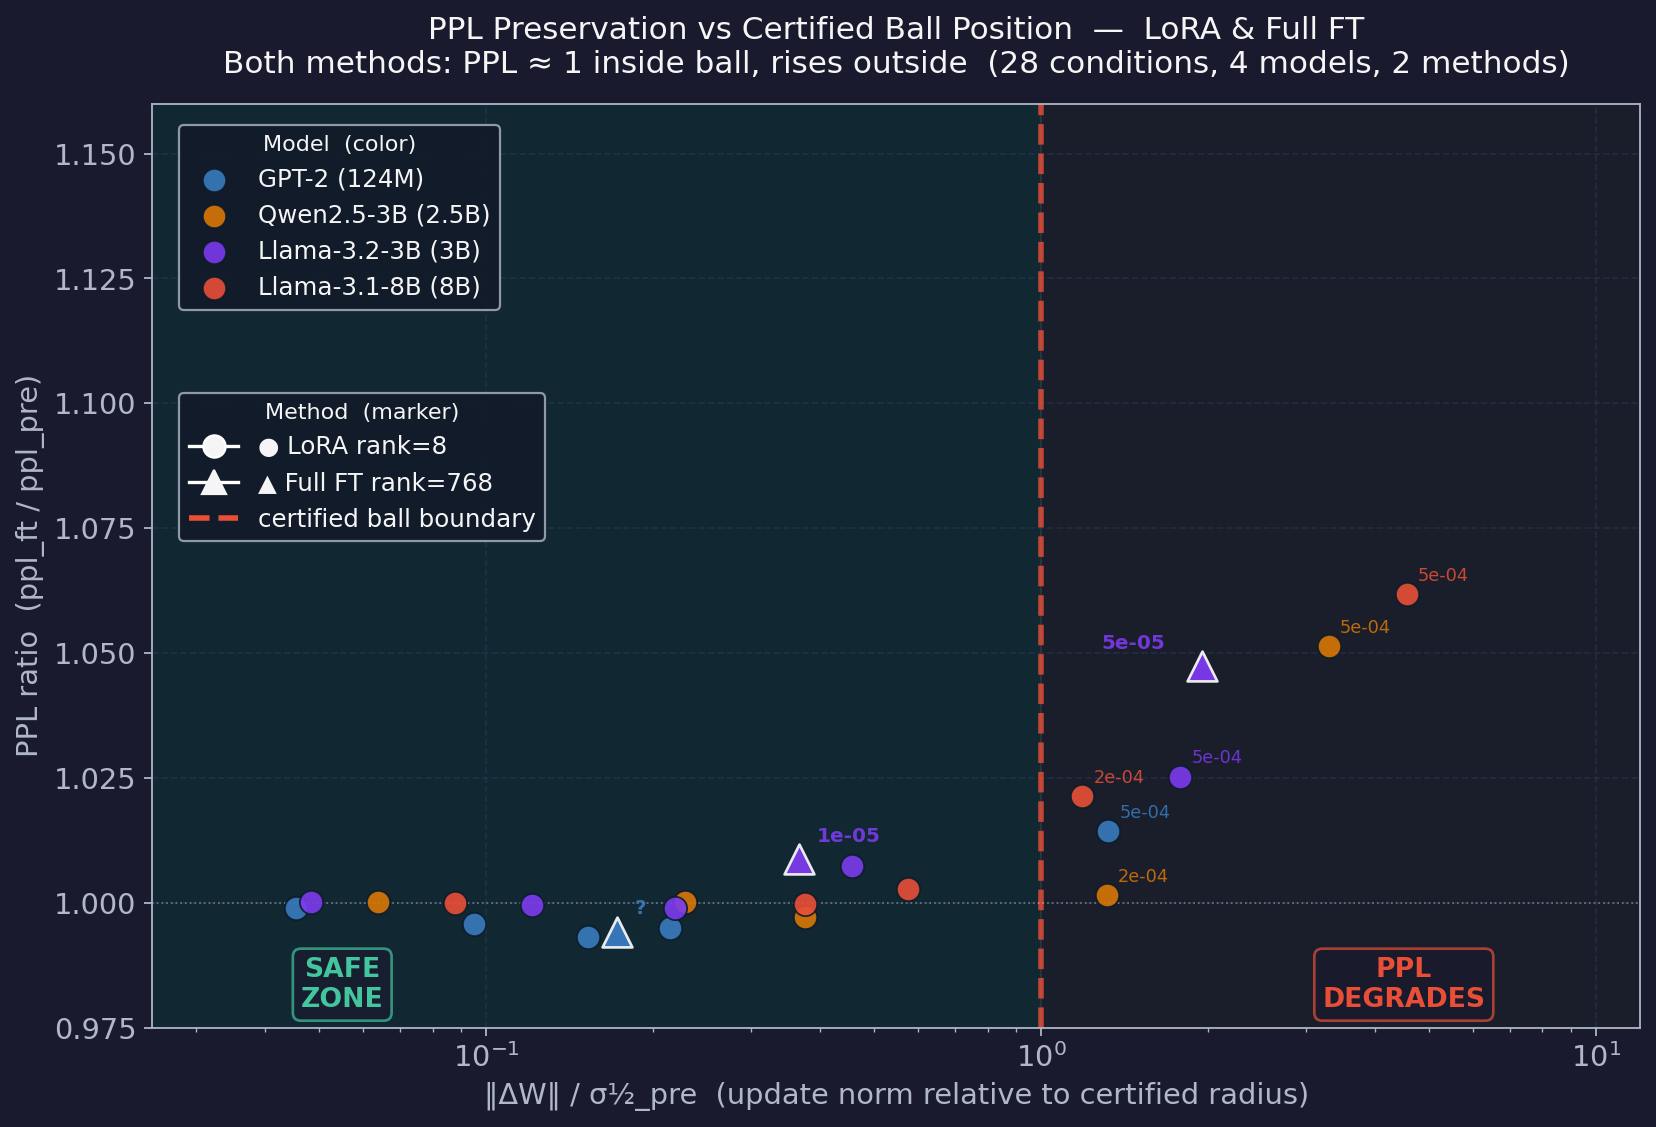 PPL Preservation vs Certified Ball Position — LoRA & Full FT
Both methods: PPL ≈ 1 inside ball, rises outside (28 conditions, 4 models, 2 methods)
PPL ratio (ppl_ft / ppl_pre)
1.150
1.125
1.100
1.075
1.050
1.025
1.000
0.975
Model (color)
GPT-2 (124M)
Qwen2.5-3B (2.5B)
Llama-3.2-3B (3B)
Llama-3.1-8B (8B)
Method (marker)
● LoRA rank=8
▲ Full FT rank=768
certified ball boundary
5e-04
5e-04
5e-05
5e-04
2e-04
5e-04
1e-05
2e-04
?
SAFE
ZONE
PPL
DEGRADES
10⁻¹
10⁰
10¹
‖ΔW‖ / σ½_pre (update norm relative to certified radius)